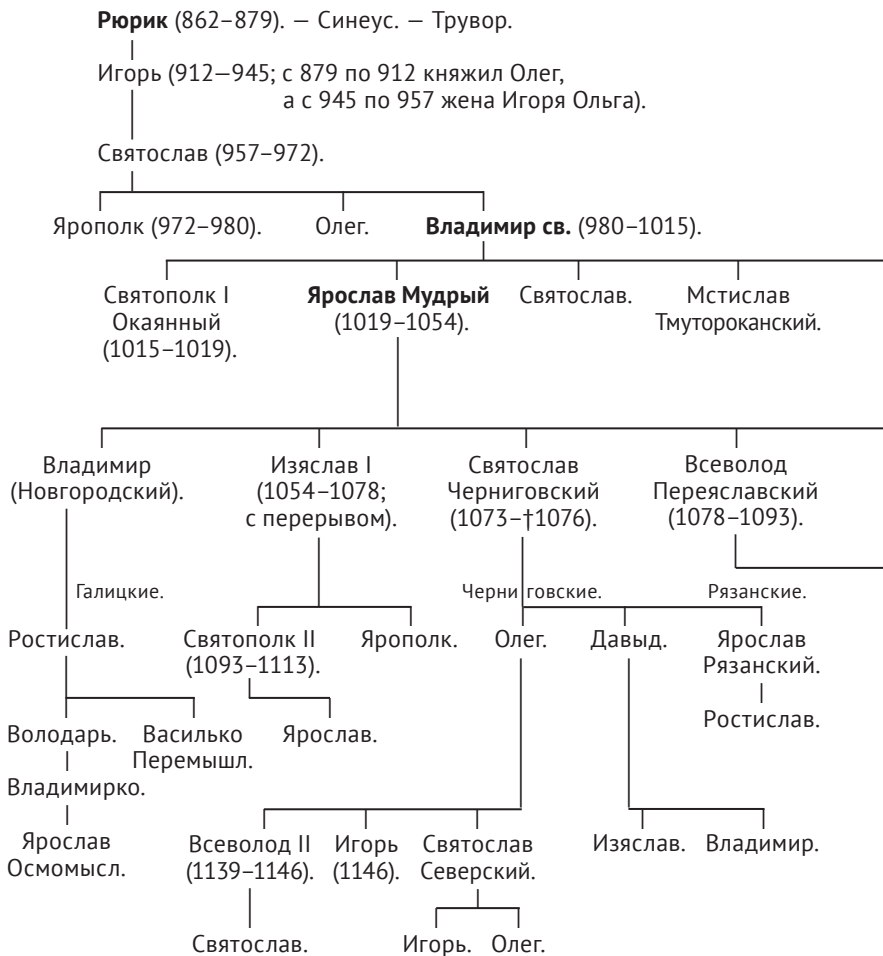 Рюрик (862–879). — Синеус. — Трувор.
Игорь (912—945; с 879 по 912 княжил Олег,
а с 945 по 957 жена Игоря Ольга).
Святослав (957–972).
Ярополк (972–980). Олег. Владимир св. (980–1015).
Святополк I Ярослав Мудрый Святослав. Мстислав
Окаянный (1019–1054). Тмутороканский.
(1015–1019).
Владимир Изяслав I Святослав Всеволод
(Новгородский). (1054–1078; Черниговский Переяславский
с перерывом). (1073–†1076). (1078–1093).
Галицкие. Черниговские. Рязанские.
Ростислав. Святополк II Ярополк. Олег. Давыд. Ярослав
(1093–1113). Рязанский.
Ростислав.
Володарь. Василько Ярослав.
Перемышл.
Владимирко.
Ярослав Всеволод II Игорь Святослав Изяслав. Владимир.
Осмомысл. (1139–1146). (1146). Северский.
Святослав. Игорь. Олег.